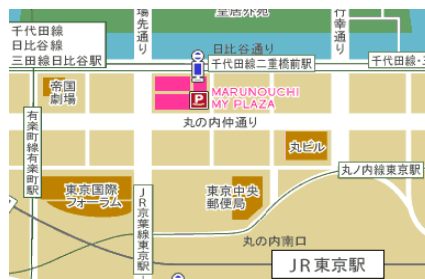 皇居外苑
場先通り
行幸通り
千代田線
日比谷線
三田線日比谷駅
日比谷通り
千代田線二重橋前駅
千代田線・
帝国
劇場
P
MARUNOUCHI
MY PLAZA
丸の内仲通り
有楽町線有楽町駅
丸ビル
丸ノ内線東京駅
東京国際
フォーラム
JR京葉線東京駅
東京中央
郵便局
丸の内南口
JR東京駅